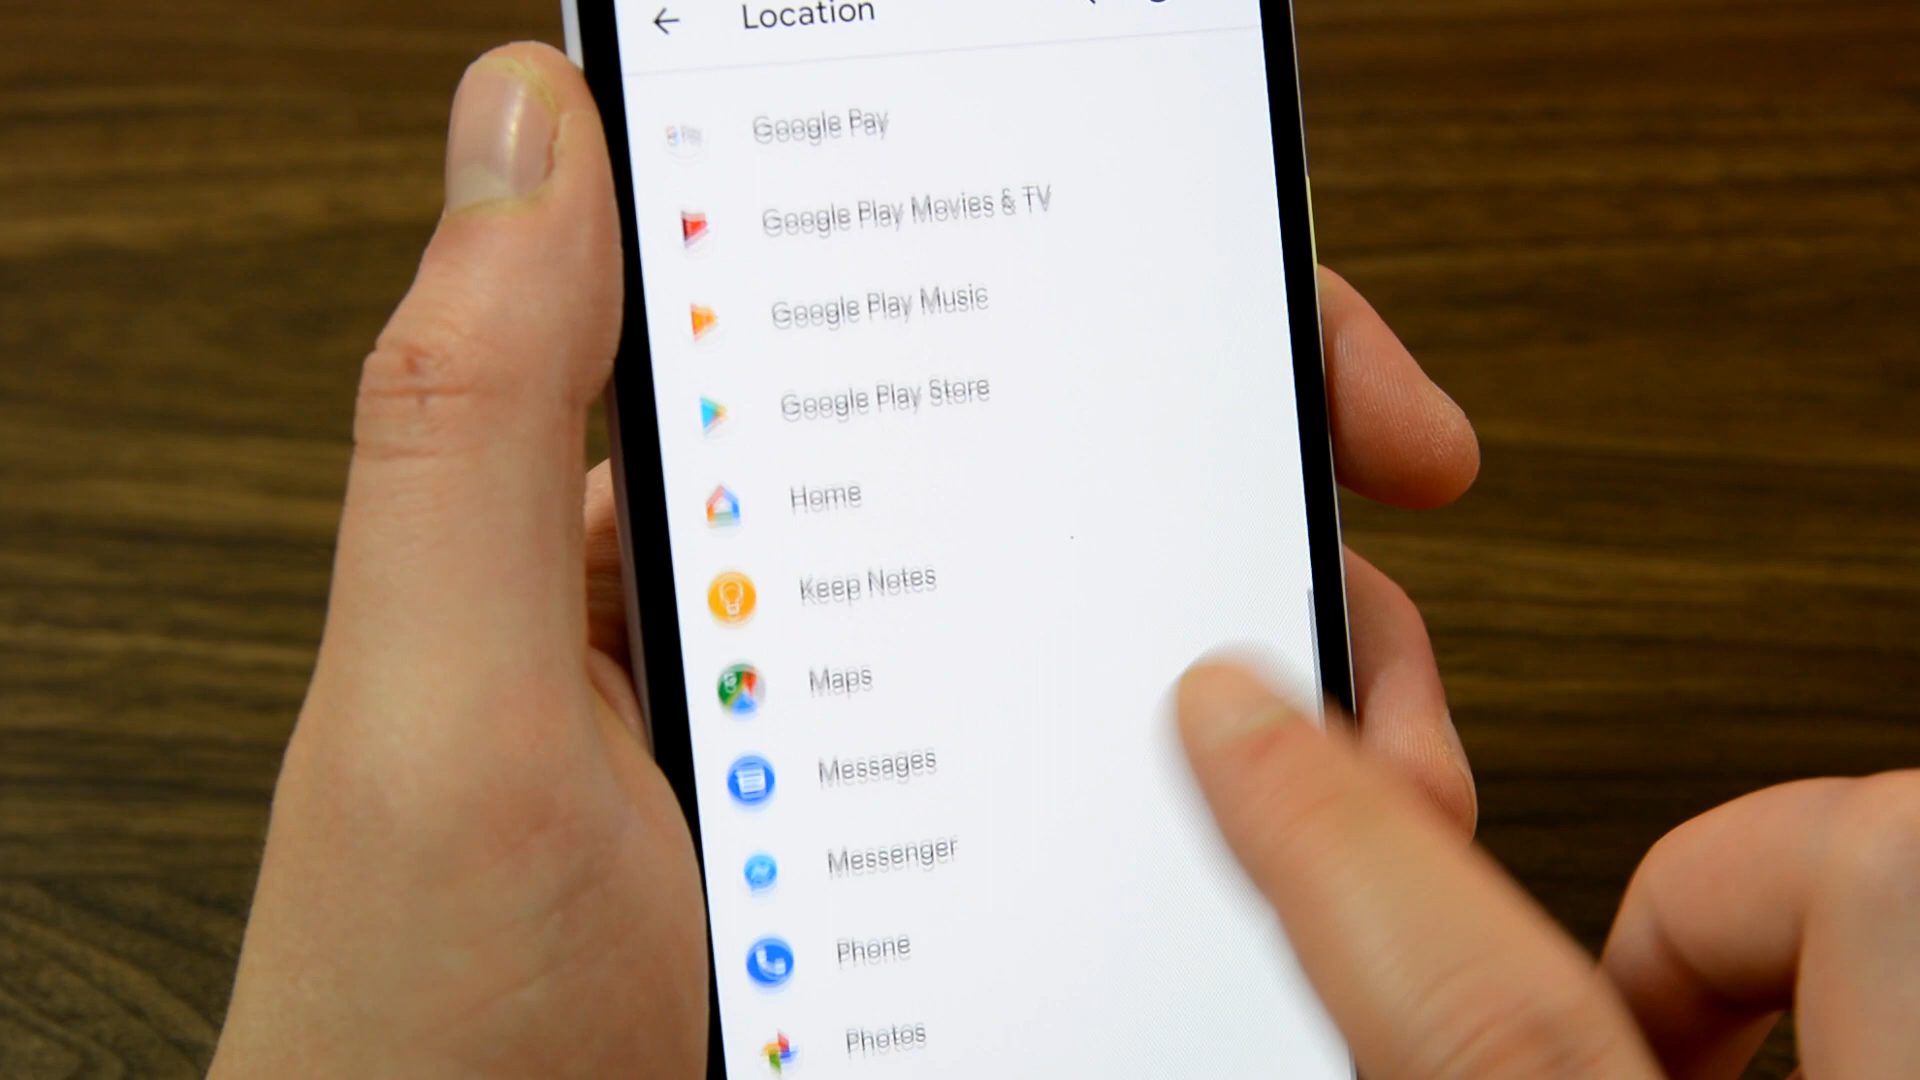 Location
Google Pay
Google Play Movies & TV
Google Play Music
Google Play Store
Home
Keep Notes
Maps
Messages
Messenger
Phone
Photos